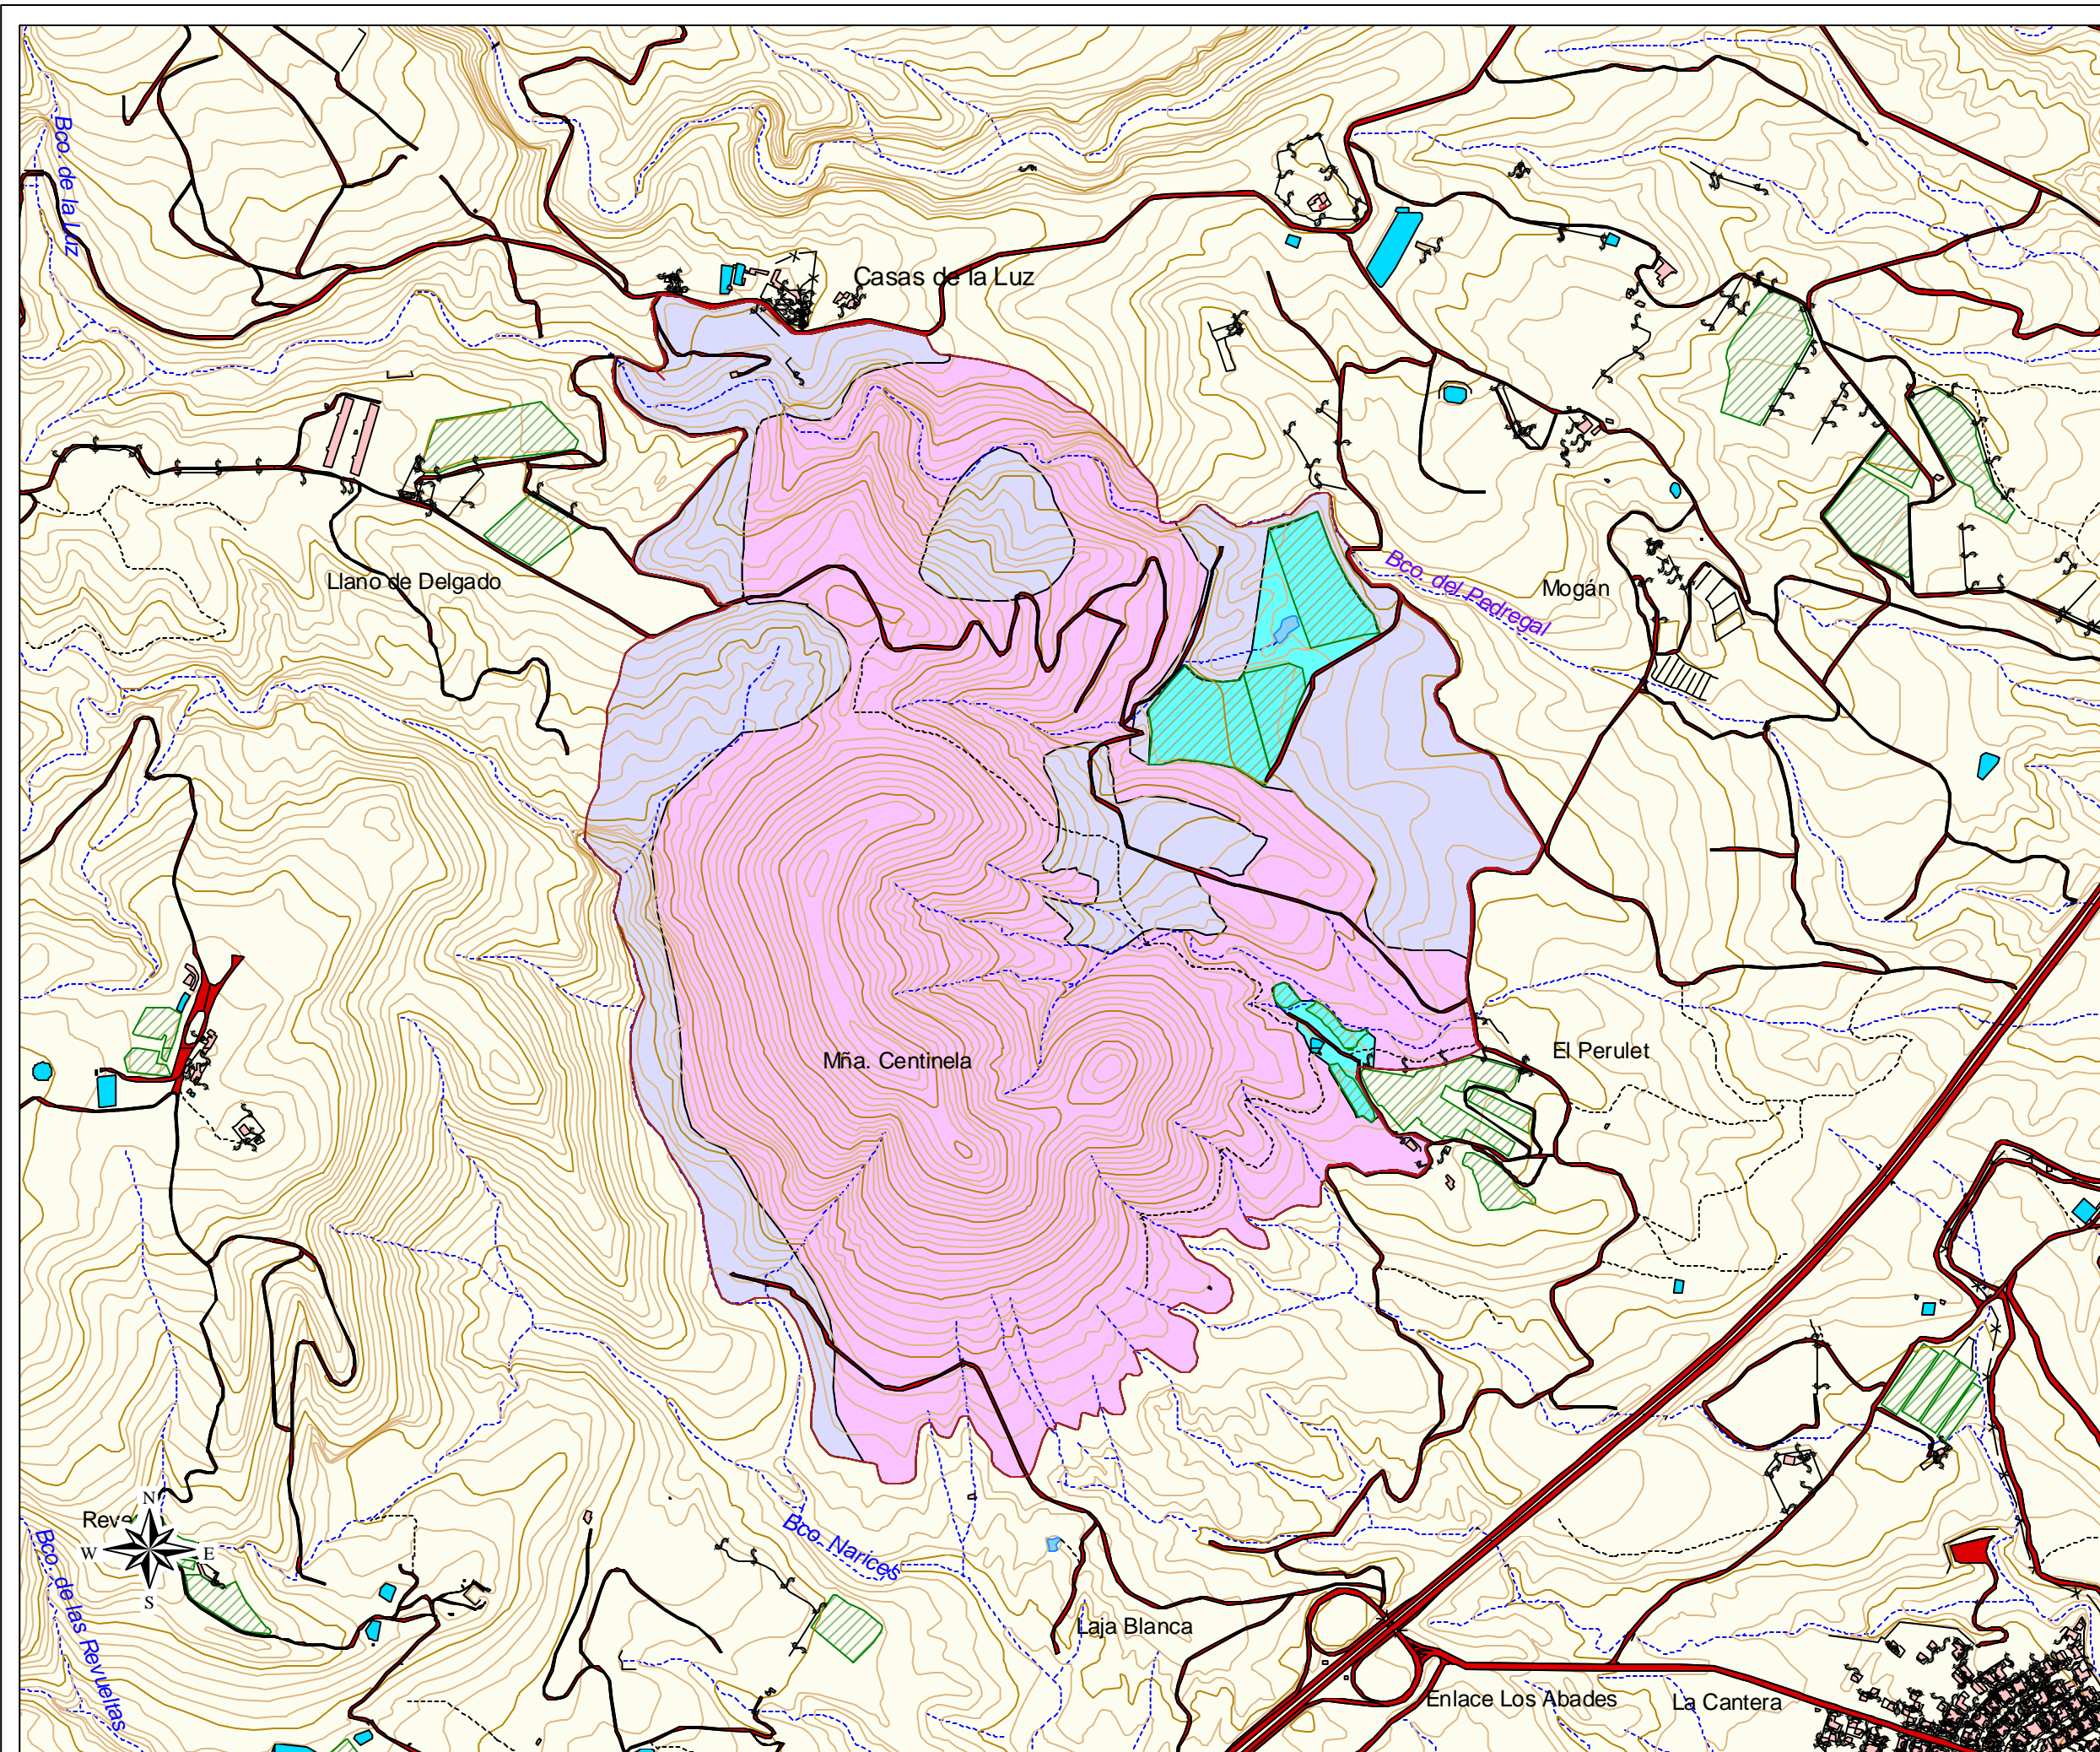 Bco. de la Luz
Casas de la Luz
Llano de Delgado
Bco. del Pedregal
Mogán
Mña. Centinela
El Perulet
Reve
N
W
E
S
Bco. de las Revueltas
Bco. Narices
Laja Blanca
Enlace Los Abades
La Cantera